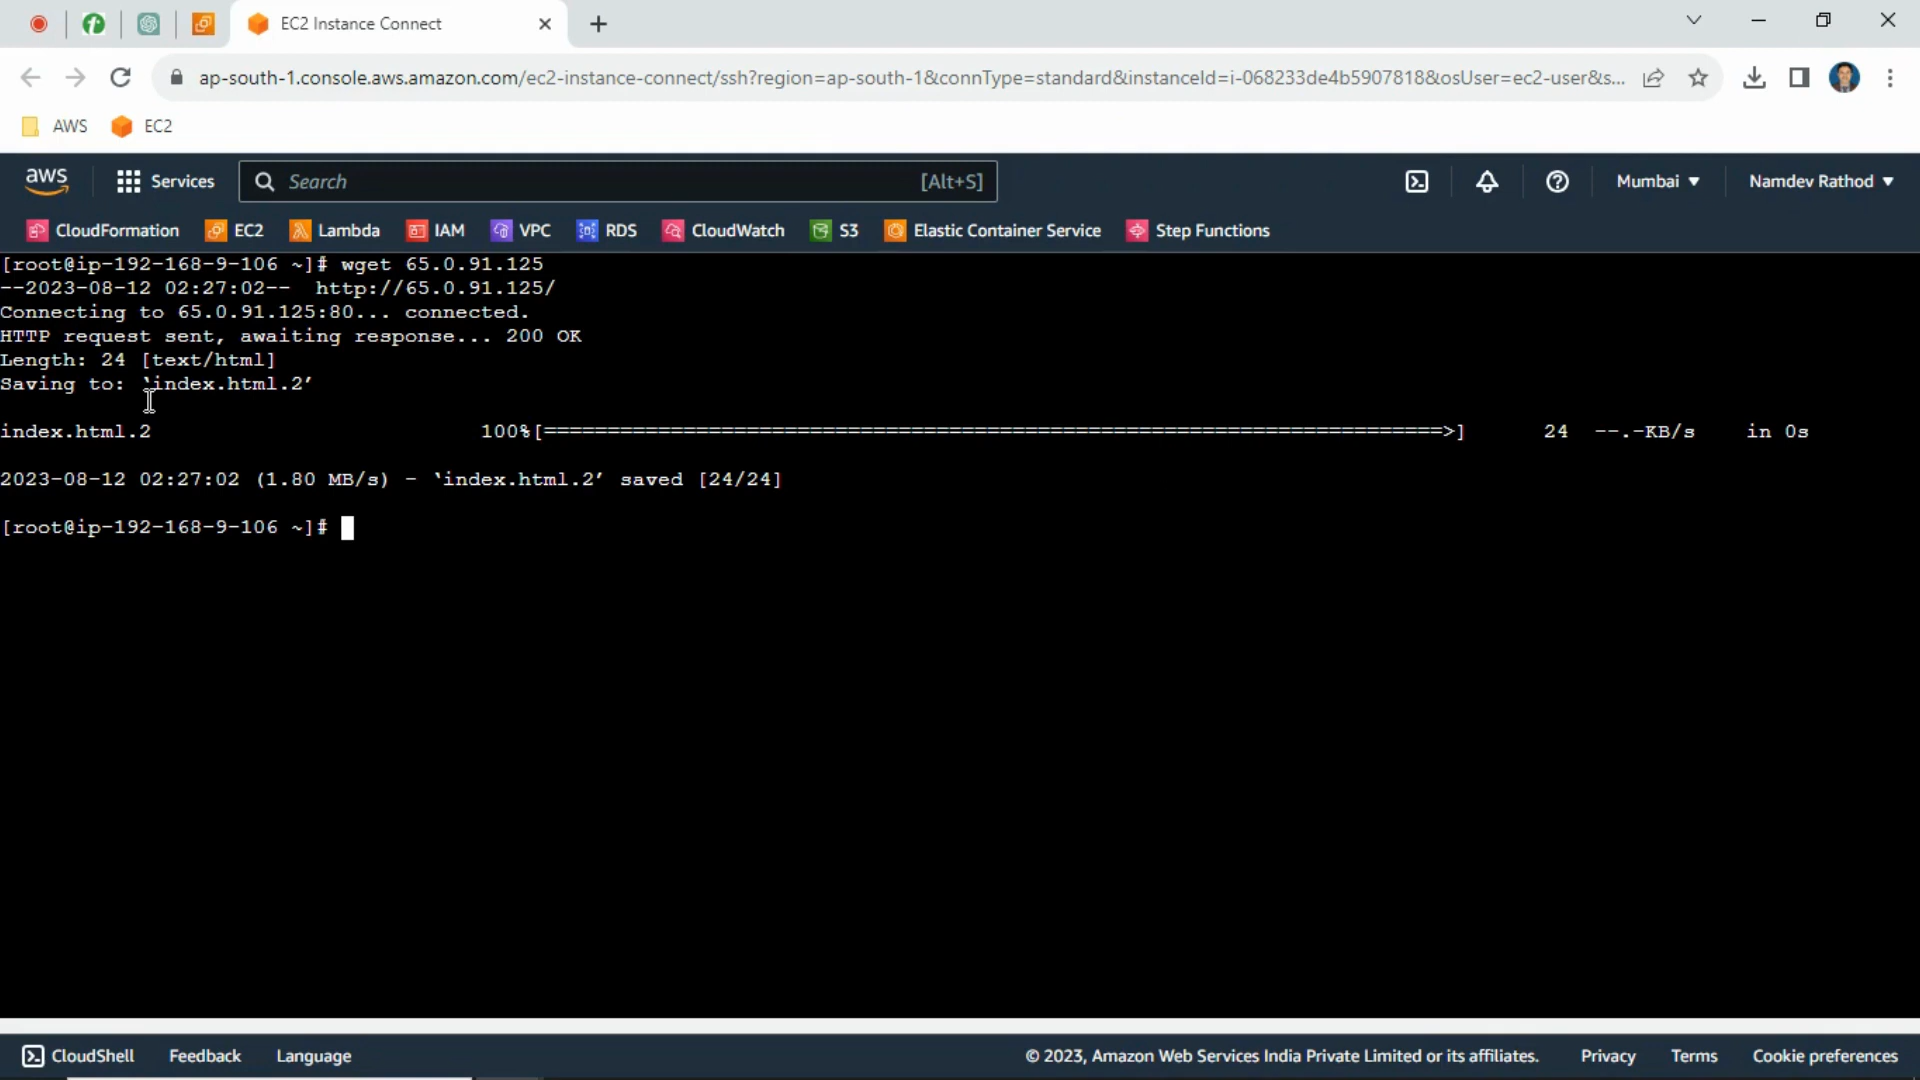 EC2 Instance Connect
ap-south-1.console.aws.amazon.com/ec2-instance-connect/ssh?region=ap-south-1&connType=standard&instanceId=i-068233de4b5907818&osUser=ec2-user&s...
AWS EC2
aws Services Search [Alt+S] Mumbai Namdev Rathod
CloudFormation EC2 Lambda IAM VPC RDS CloudWatch S3 Elastic Container Service Step Functions
[root@ip-192-168-9-106 ~]# wget 65.0.91.125
--2023-08-12 02:27:02--  http://65.0.91.125/
Connecting to 65.0.91.125:80... connected.
HTTP request sent, awaiting response... 200 OK
Length: 24 [text/html]
Saving to: ‘index.html.2’
index.html.2 100%[=======================================================================>] 24 --.-KB/s in 0s
2023-08-12 02:27:02 (1.80 MB/s) - ‘index.html.2’ saved [24/24]
[root@ip-192-168-9-106 ~]#
CloudShell Feedback Language © 2023, Amazon Web Services India Private Limited or its affiliates. Privacy Terms Cookie preferences